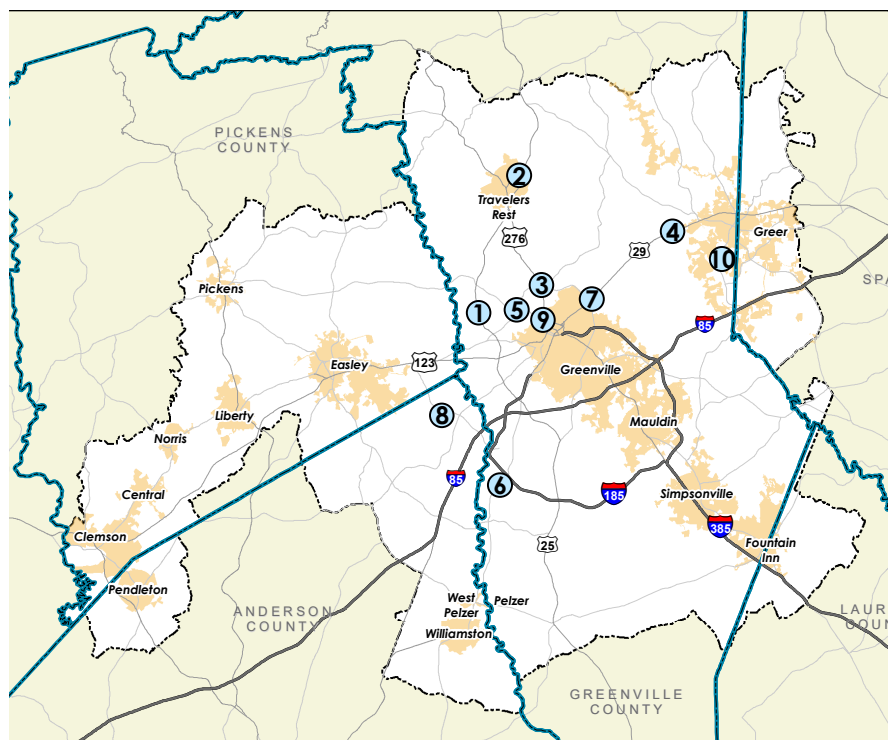 PICKENS
COUNTY
2
Travelers
Rest
276
29
4
Greer
10
Pickens
3
7
1
5
9
85
SPA
123
Easley
Greenville
Liberty
8
Mauldin
Norris
85
6
185
Central
Simpsonville
385
Clemson
25
Fountain
Inn
Pendleton
West
Pelzer
Pelzer
ANDERSON
COUNTY
Williamston
LAUR
COUN
GREENVILLE
COUNTY